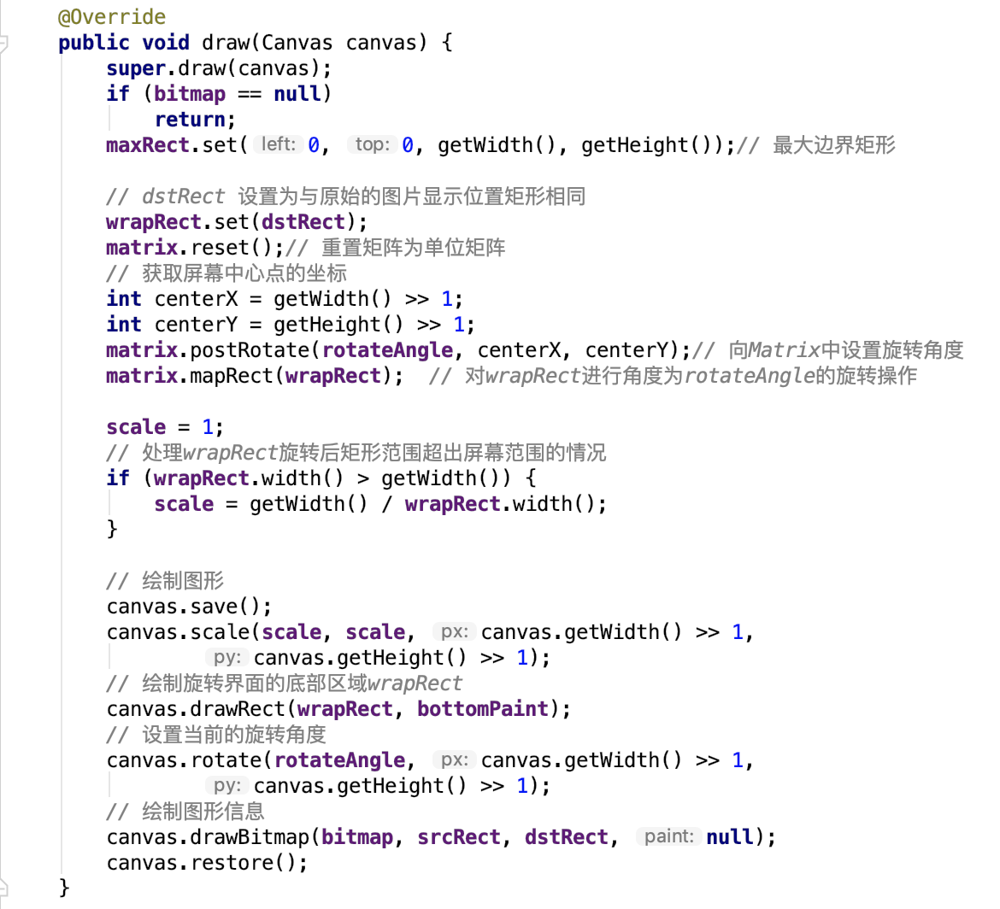 @Override
public void draw(Canvas canvas) {
super.draw(canvas);
if (bitmap == null)
return;
maxRect.set( left: 0, top: 0, getWidth(), getHeight());// 最大边界矩形
// dstRect 设置为与原始的图片显示位置矩形相同
wrapRect.set(dstRect);
matrix.reset();// 重置矩阵为单位矩阵
// 获取屏幕中心点的坐标
int centerX = getWidth() >> 1;
int centerY = getHeight() >> 1;
matrix.postRotate(rotateAngle, centerX, centerY);// 向Matrix中设置旋转角度
matrix.mapRect(wrapRect);  // 对wrapRect进行角度为rotateAngle的旋转操作
scale = 1;
// 处理wrapRect旋转后矩形范围超出屏幕范围的情况
if (wrapRect.width() > getWidth()) {
scale = getWidth() / wrapRect.width();
}
// 绘制图形
canvas.save();
canvas.scale(scale, scale, px: canvas.getWidth() >> 1,
py: canvas.getHeight() >> 1);
// 绘制旋转界面的底部区域wrapRect
canvas.drawRect(wrapRect, bottomPaint);
// 设置当前的旋转角度
canvas.rotate(rotateAngle, px: canvas.getWidth() >> 1,
py: canvas.getHeight() >> 1);
// 绘制图形信息
canvas.drawBitmap(bitmap, srcRect, dstRect, paint: null);
canvas.restore();
}